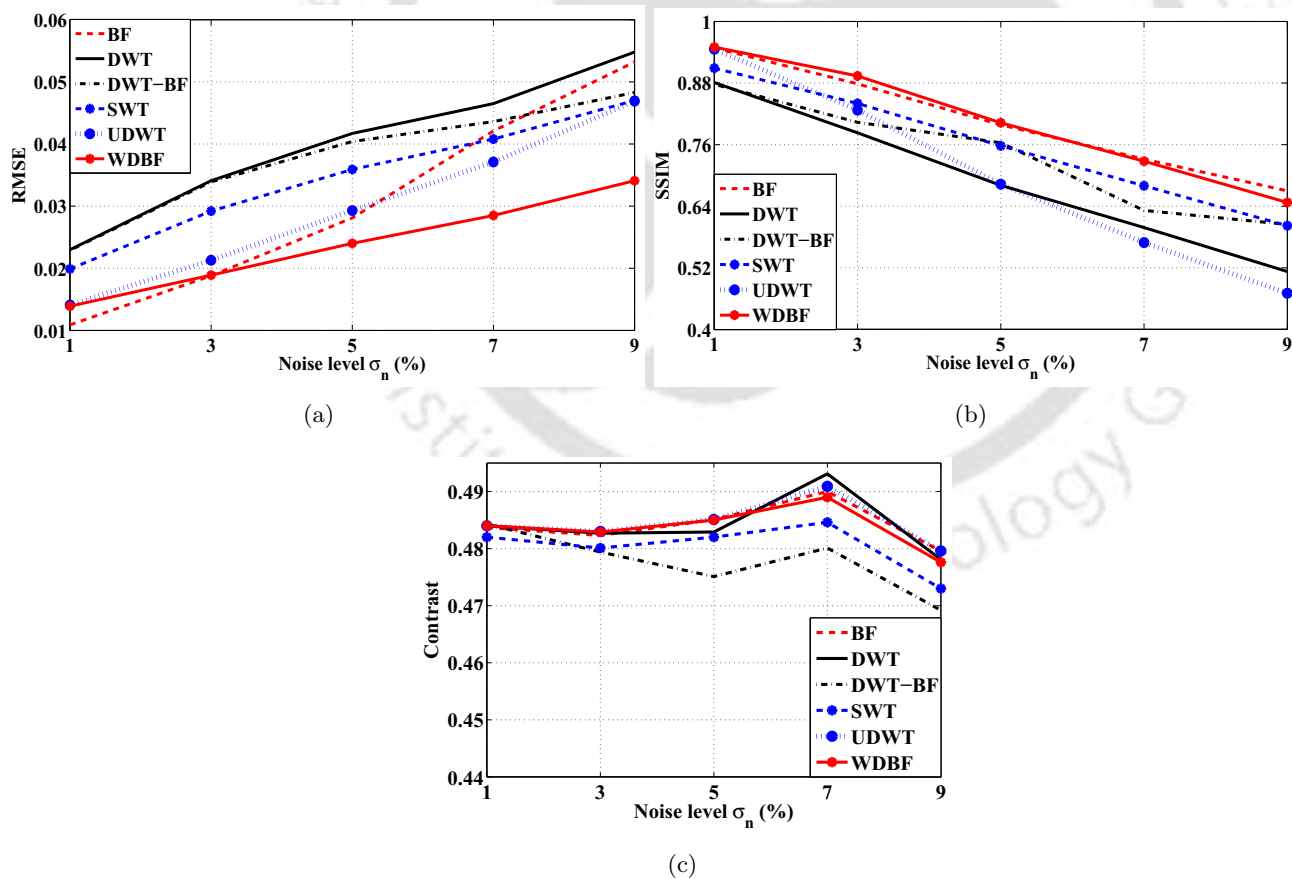 0.06
0.05
0.04
0.03
0.02
0.01
RMSE
BF
DWT
DWT−BF
SWT
UDWT
WDBF
1 3 5 7 9
Noise level σn (%)
(a)
1
0.88
0.76
0.64
0.52
0.4
SSIM
BF
DWT
DWT−BF
SWT
UDWT
WDBF
1 3 5 7 9
Noise level σn (%)
(b)
0.49
0.48
0.47
0.46
0.45
0.44
Contrast
BF
DWT
DWT−BF
SWT
UDWT
WDBF
1 3 5 7 9
Noise level σn (%)
(c)
ology G